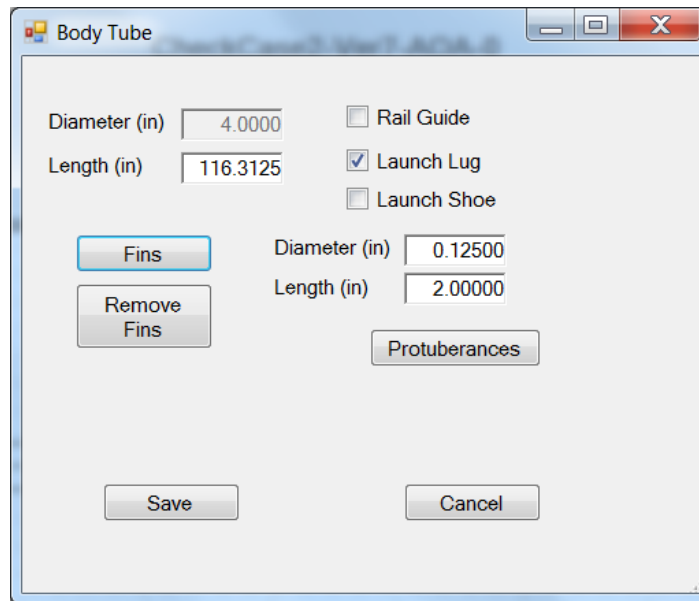 Body Tube
Diameter (in) 4.0000
Rail Guide
Length (in) 116.3125
Launch Lug
Launch Shoe
Fins
Diameter (in) 0.12500
Length (in) 2.00000
Remove
Fins
Protuberances
Save
Cancel